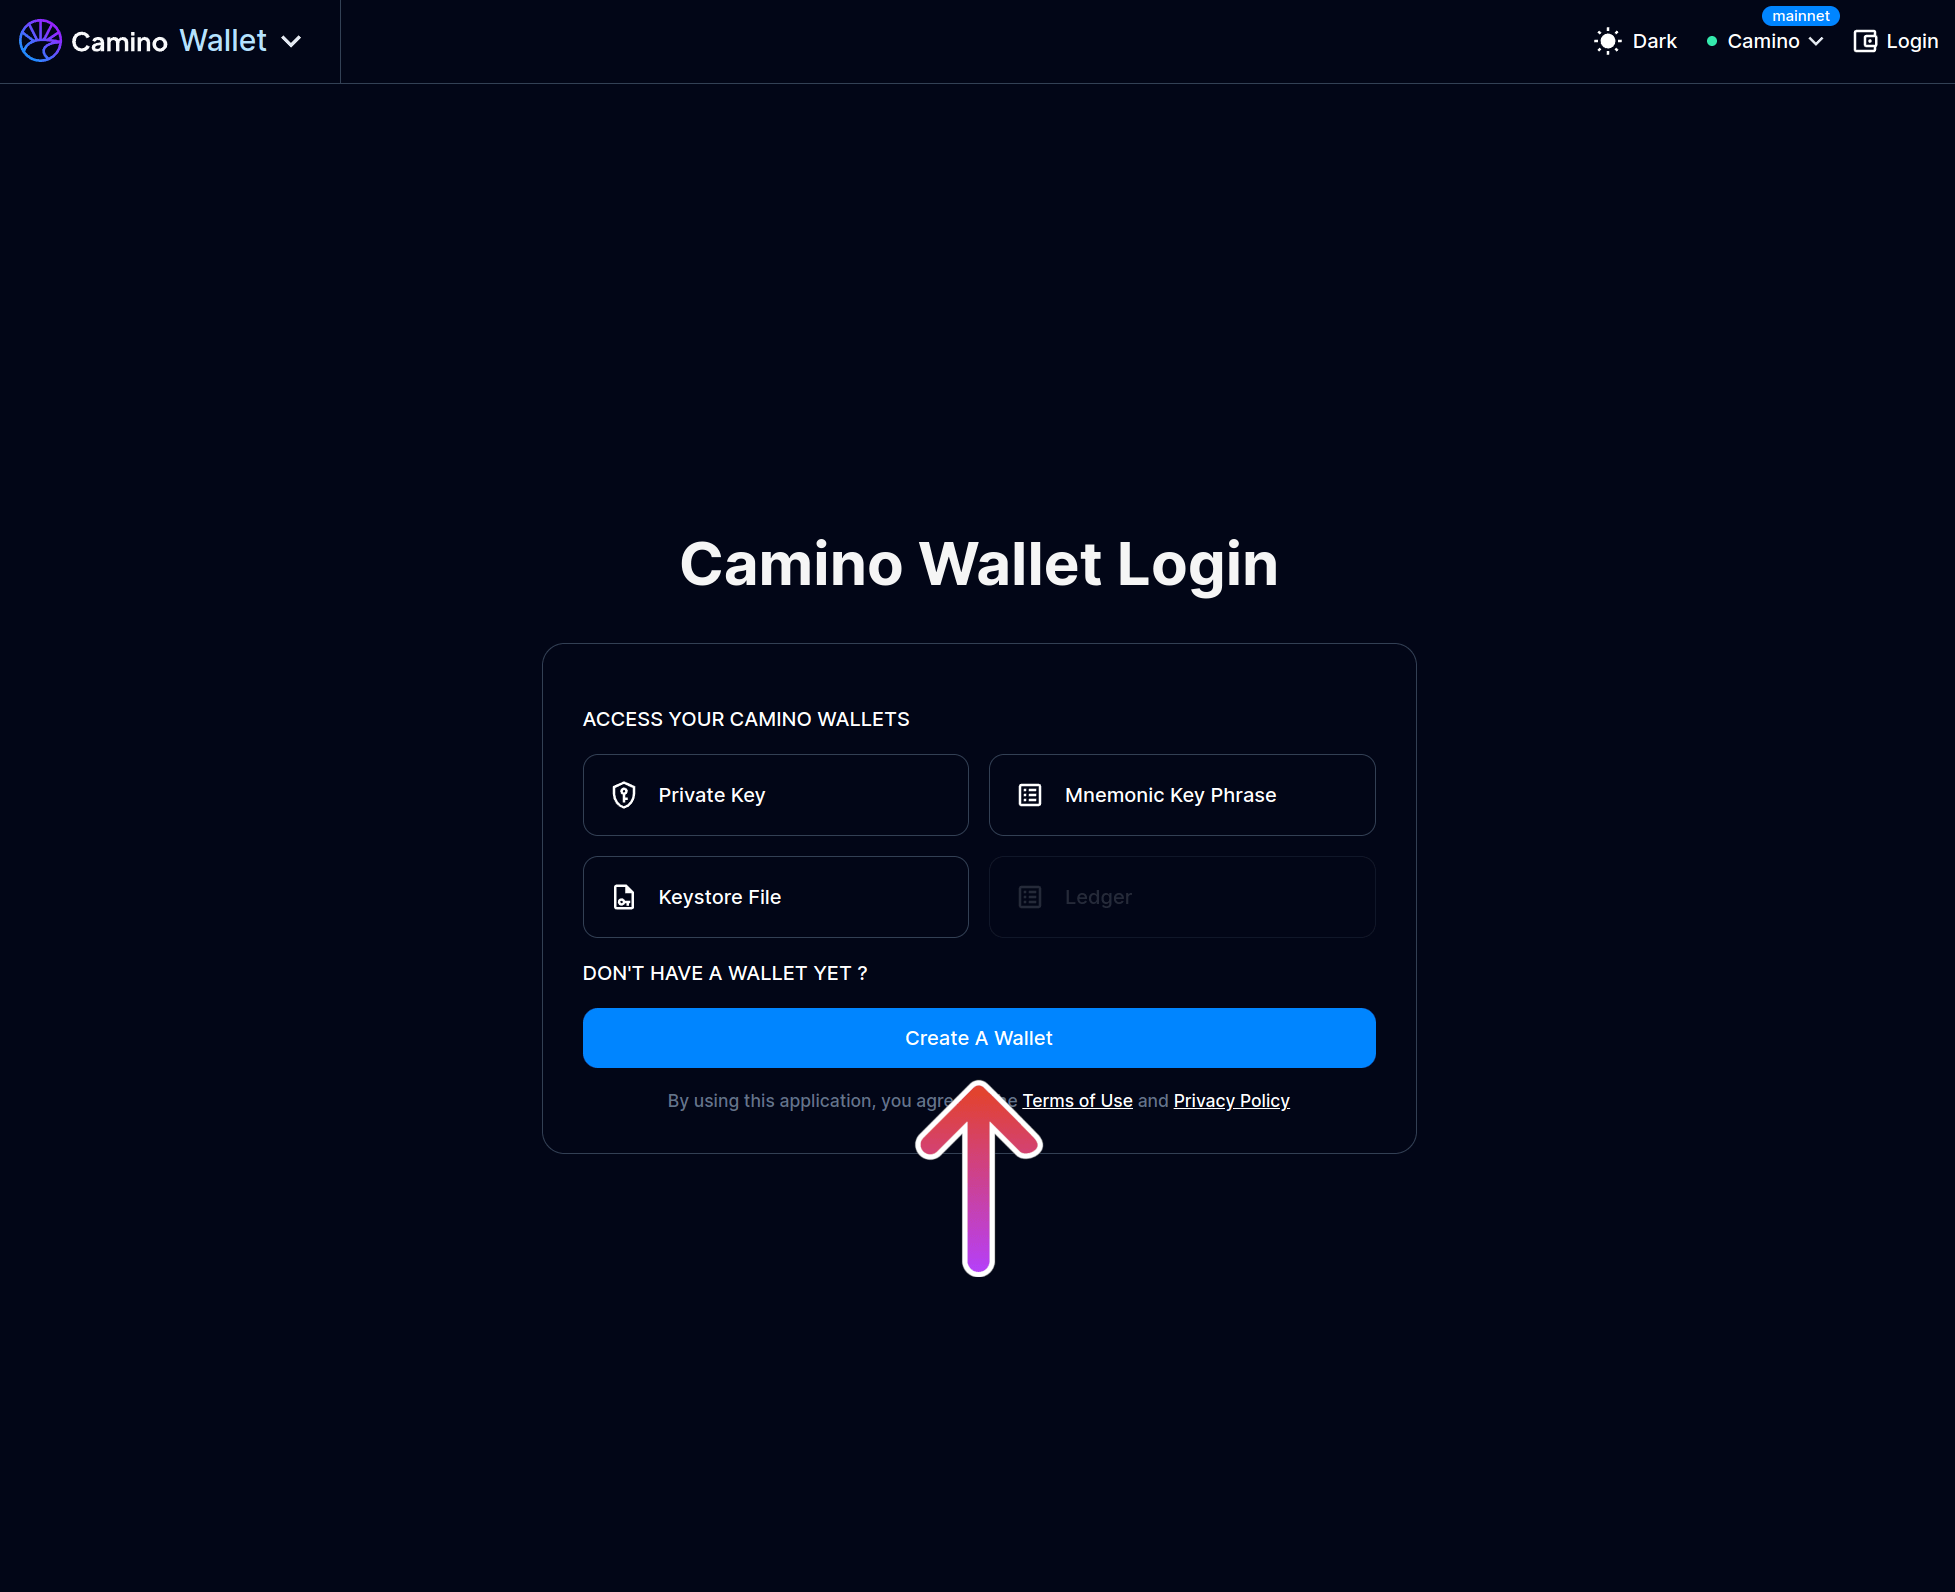 Camino Wallet
Dark
mainnet
Camino
Login
Camino Wallet Login
ACCESS YOUR CAMINO WALLETS
Private Key
Mnemonic Key Phrase
Keystore File
Ledger
DON'T HAVE A WALLET YET ?
Create A Wallet
By using this application, you Terms of Use and Privacy Policy